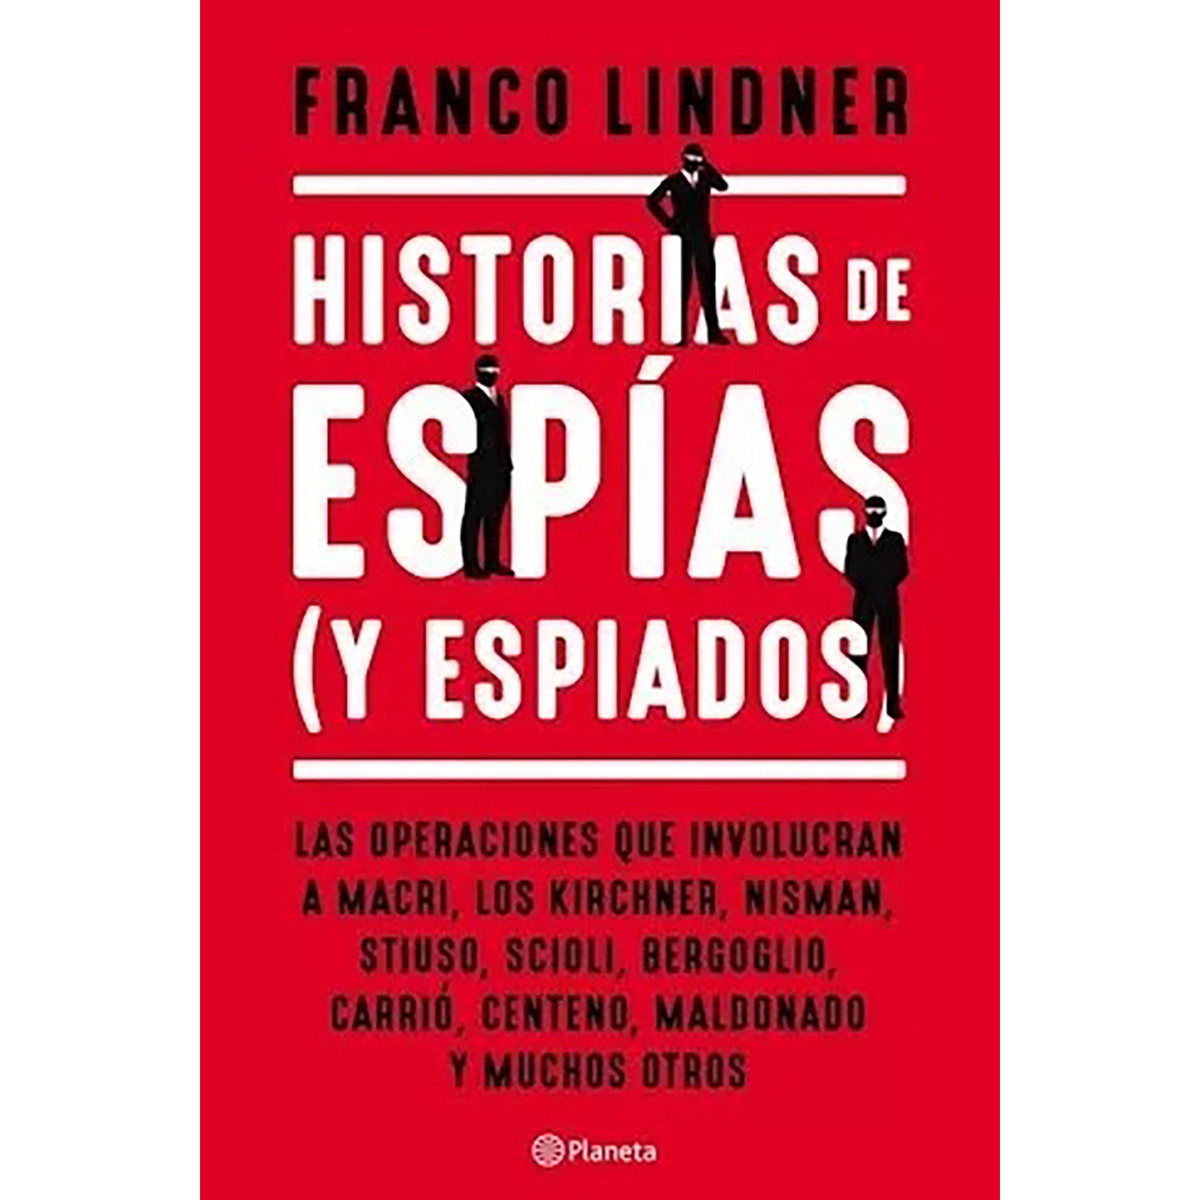 FRANCO LINDNER
HISTORIAS DE
ESPÍAS
(Y ESPIADOS)
LAS OPERACIONES QUE INVOLUCRAN
A MACRI, LOS KIRCHNER, NISMAN,
STIUSO, SCIOLI, BERGOGLIO,
CARRIÓ, CENTENO, MALDONADO
Y MUCHOS OTROS
Planeta